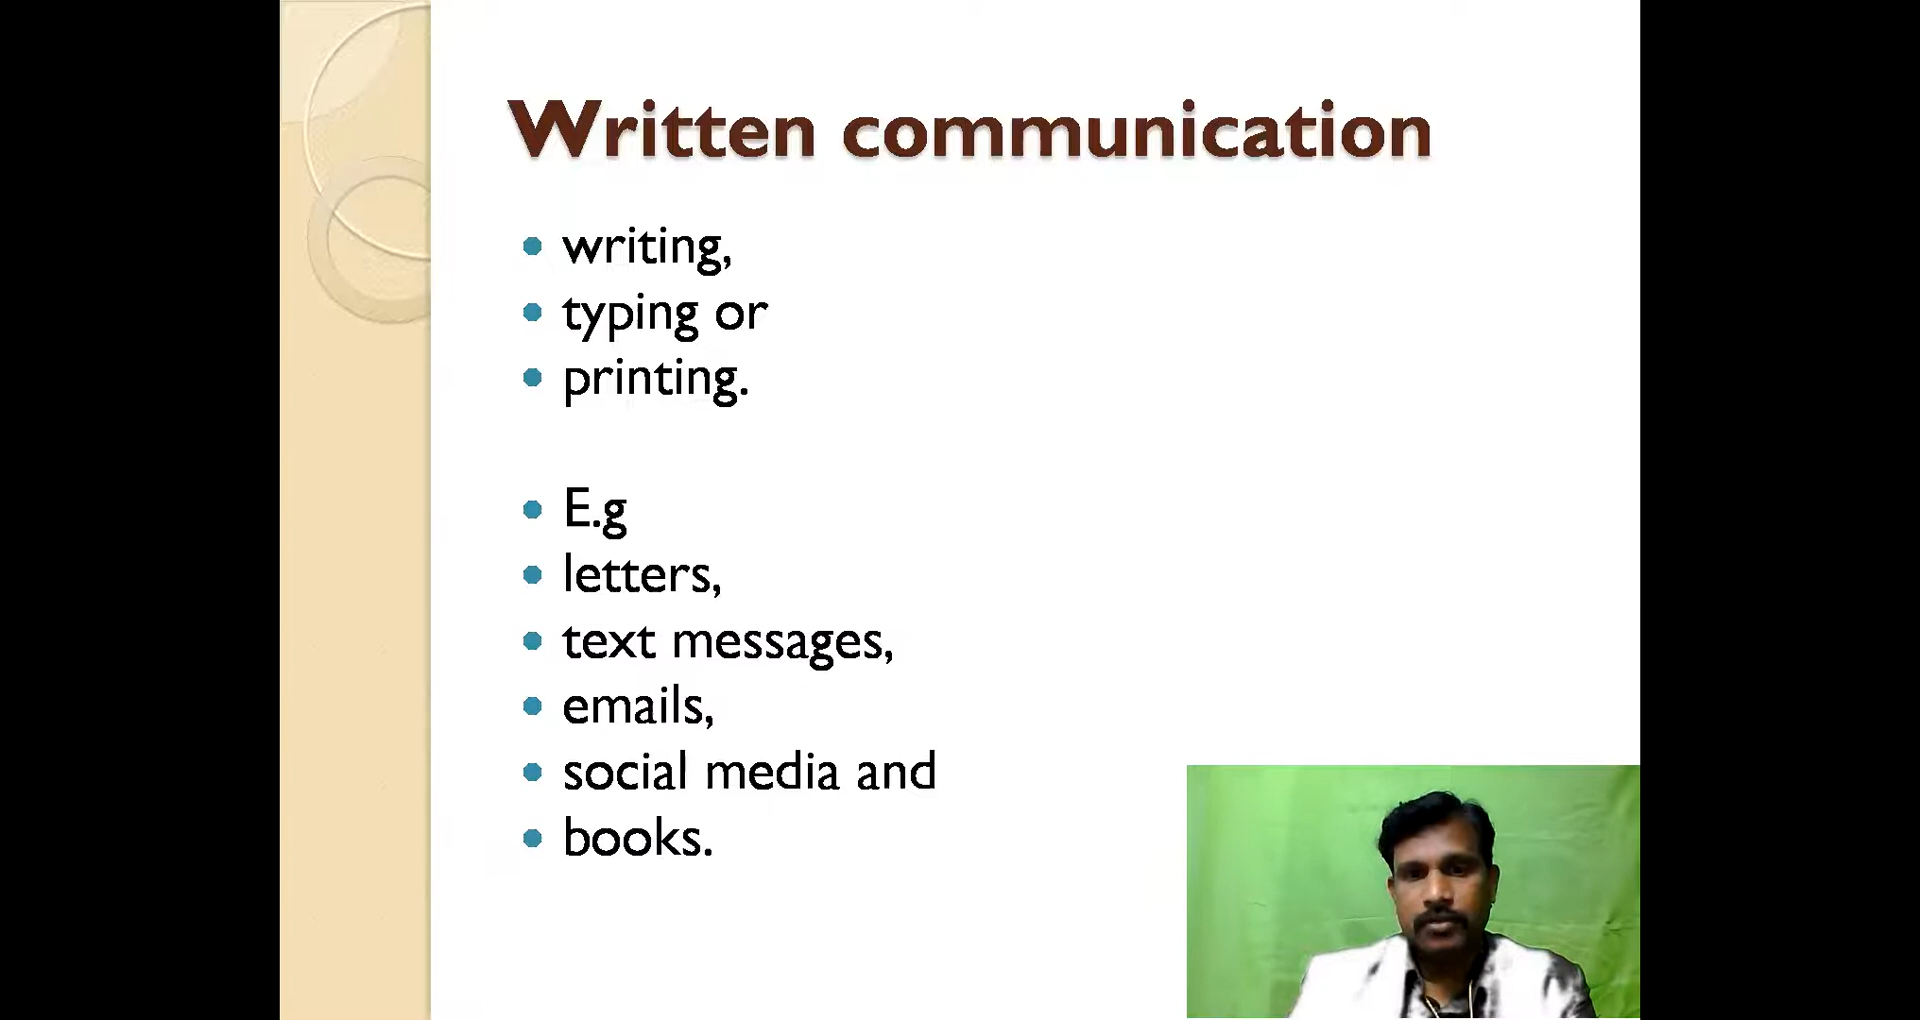 Written communication
writing,
typing or
printing.
E.g
letters,
text messages,
emails,
social media and
books.